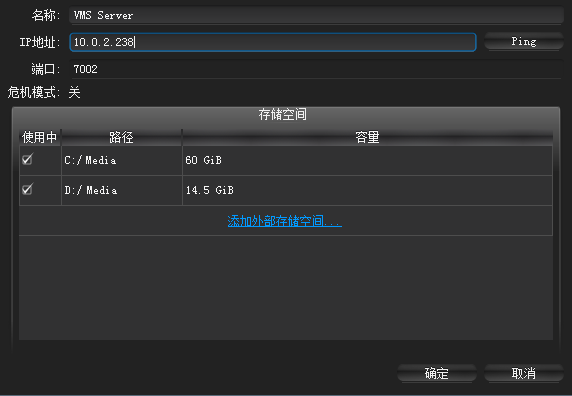 名称: VMS Server
IP地址: 10.0.2.238 Ping
端口: 7002
危机模式: 关
存储空间
使用中 路径 容量
C:/Media 60 GiB
D:/Media 14.5 GiB
添加外部存储空间...
确定 取消